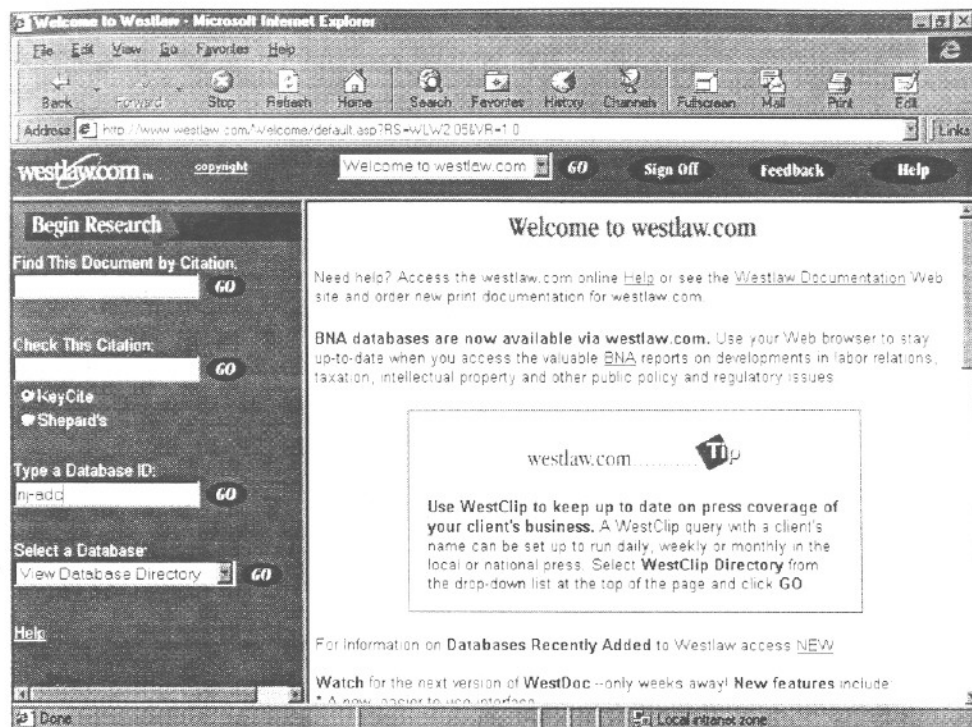 Welcome to Westlaw - Microsoft Internet Explorer
File Edit View Go Favorites Help
Back Forward Stop Refresh Home Search Favorites History Channels Fullscreen Mail Print Edit
Address http://www.westlaw.com/Welcome/default.asp?RS=WLW2.05&VR=1.0 Links
westlaw.com TM copyright Welcome to westlaw.com GO Sign Off Feedback Help
Begin Research
Find This Document by Citation:
GO
Check This Citation:
GO
KeyCite
Shepard's
Type a Database ID:
nj-adc GO
Select a Database:
View Database Directory GO
Help
Welcome to westlaw.com
Need help? Access the westlaw.com online Help or see the Westlaw Documentation Web
site and order new print documentation for westlaw.com
BNA databases are now available via westlaw.com. Use your Web browser to stay
up-to-date when you access the valuable BNA reports on developments in labor relations,
taxation, intellectual property and other public policy and regulatory issues
westlaw.com.......... Tip
Use WestClip to keep up to date on press coverage of
your client's business. A WestClip query with a client's
name can be set up to run daily, weekly or monthly in the
local or national press. Select WestClip Directory from
the drop-down list at the top of the page and click GO
For Information on Databases Recently Added to Westlaw access NEW
Watch for the next version of WestDoc --only weeks away! New features include:
* A new, easier to use interface
Done Local intranet zone